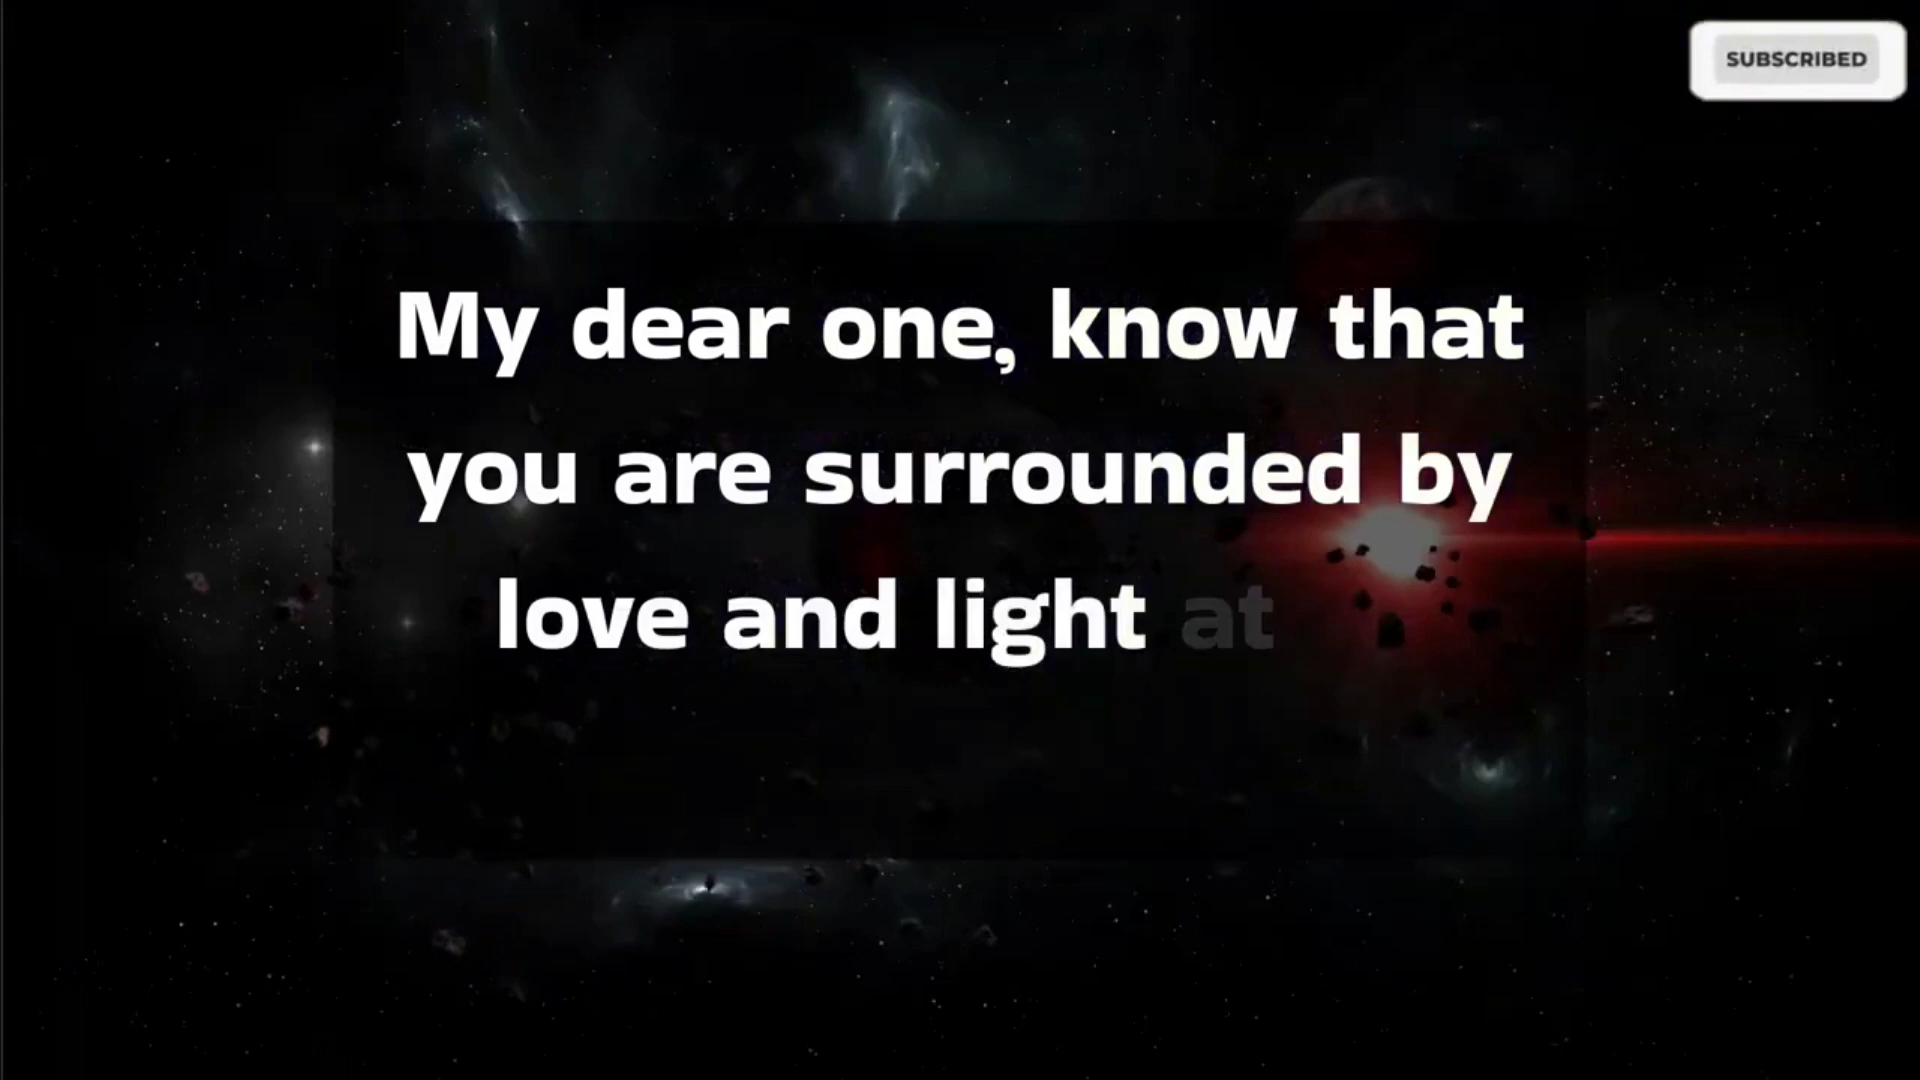 SUBSCRIBED
My dear one, know that
you are surrounded by
love and light at